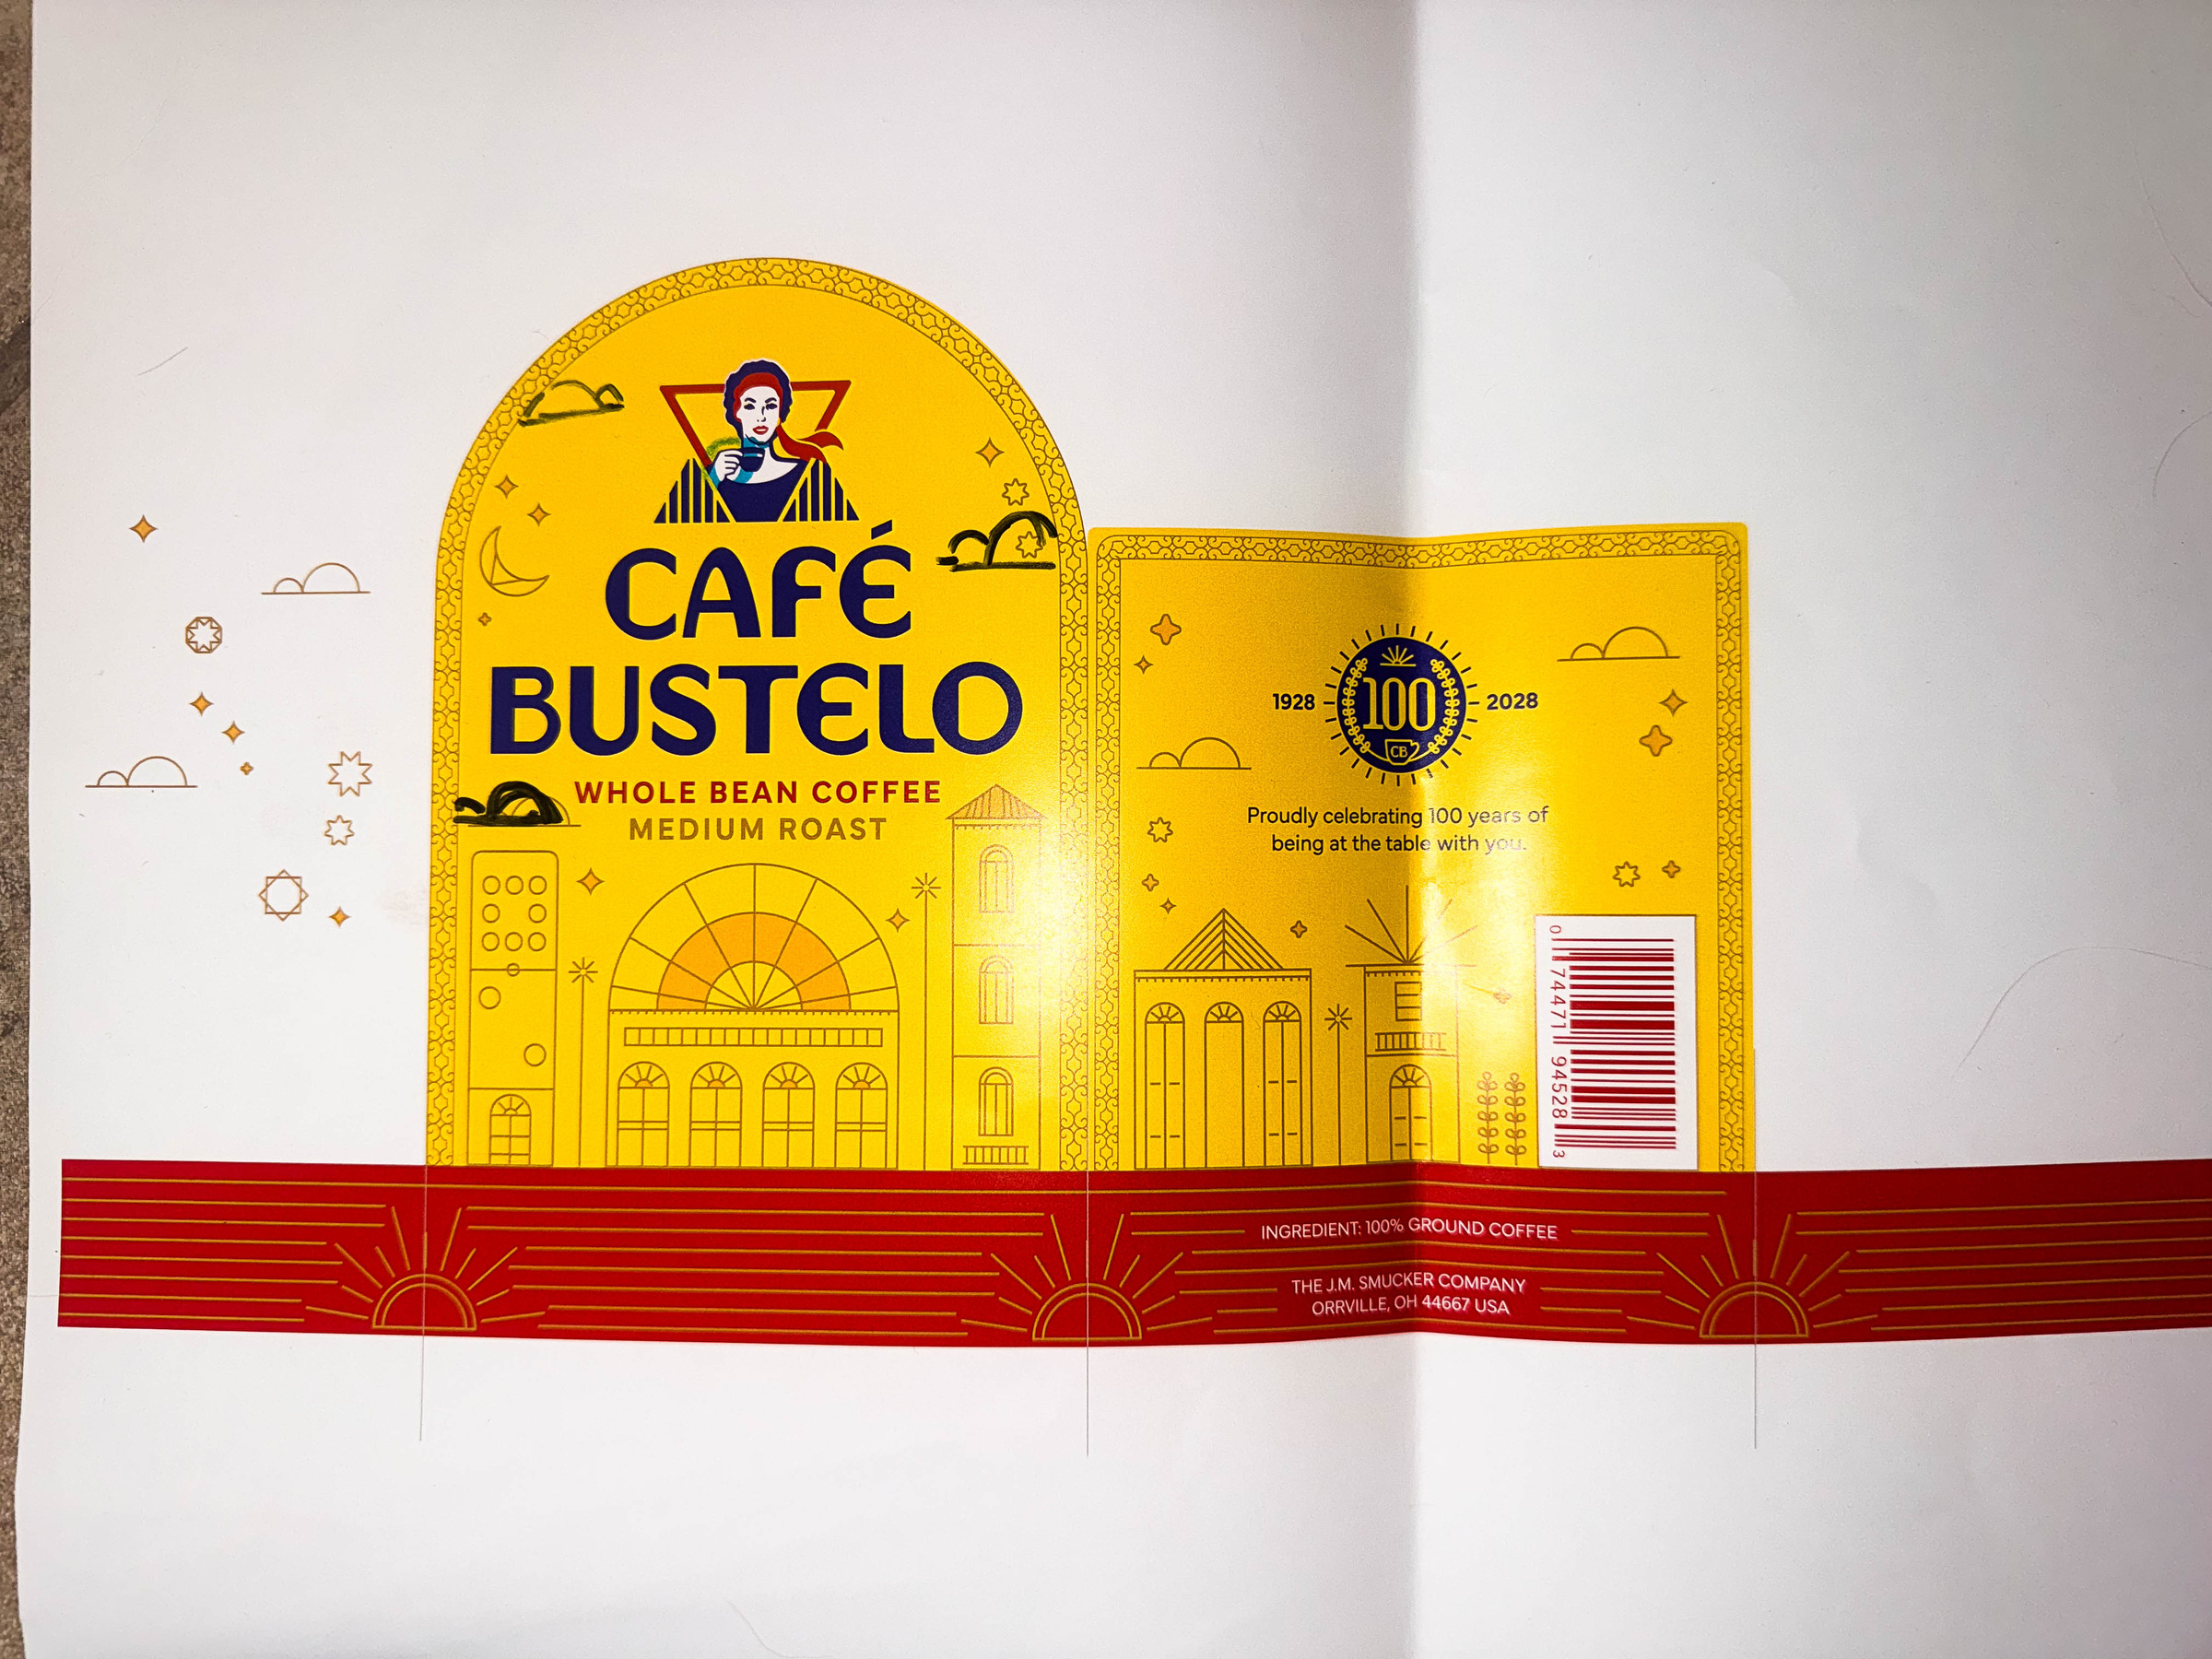 CAFÉ
BUSTELO
WHOLE BEAN COFFEE
MEDIUM ROAST
1928 100 2028
CB
Proudly celebrating 100 years of
being at the table with you.
0 74471 94528 3
INGREDIENT: 100% GROUND COFFEE
THE J.M. SMUCKER COMPANY
ORRVILLE, OH 44667 USA